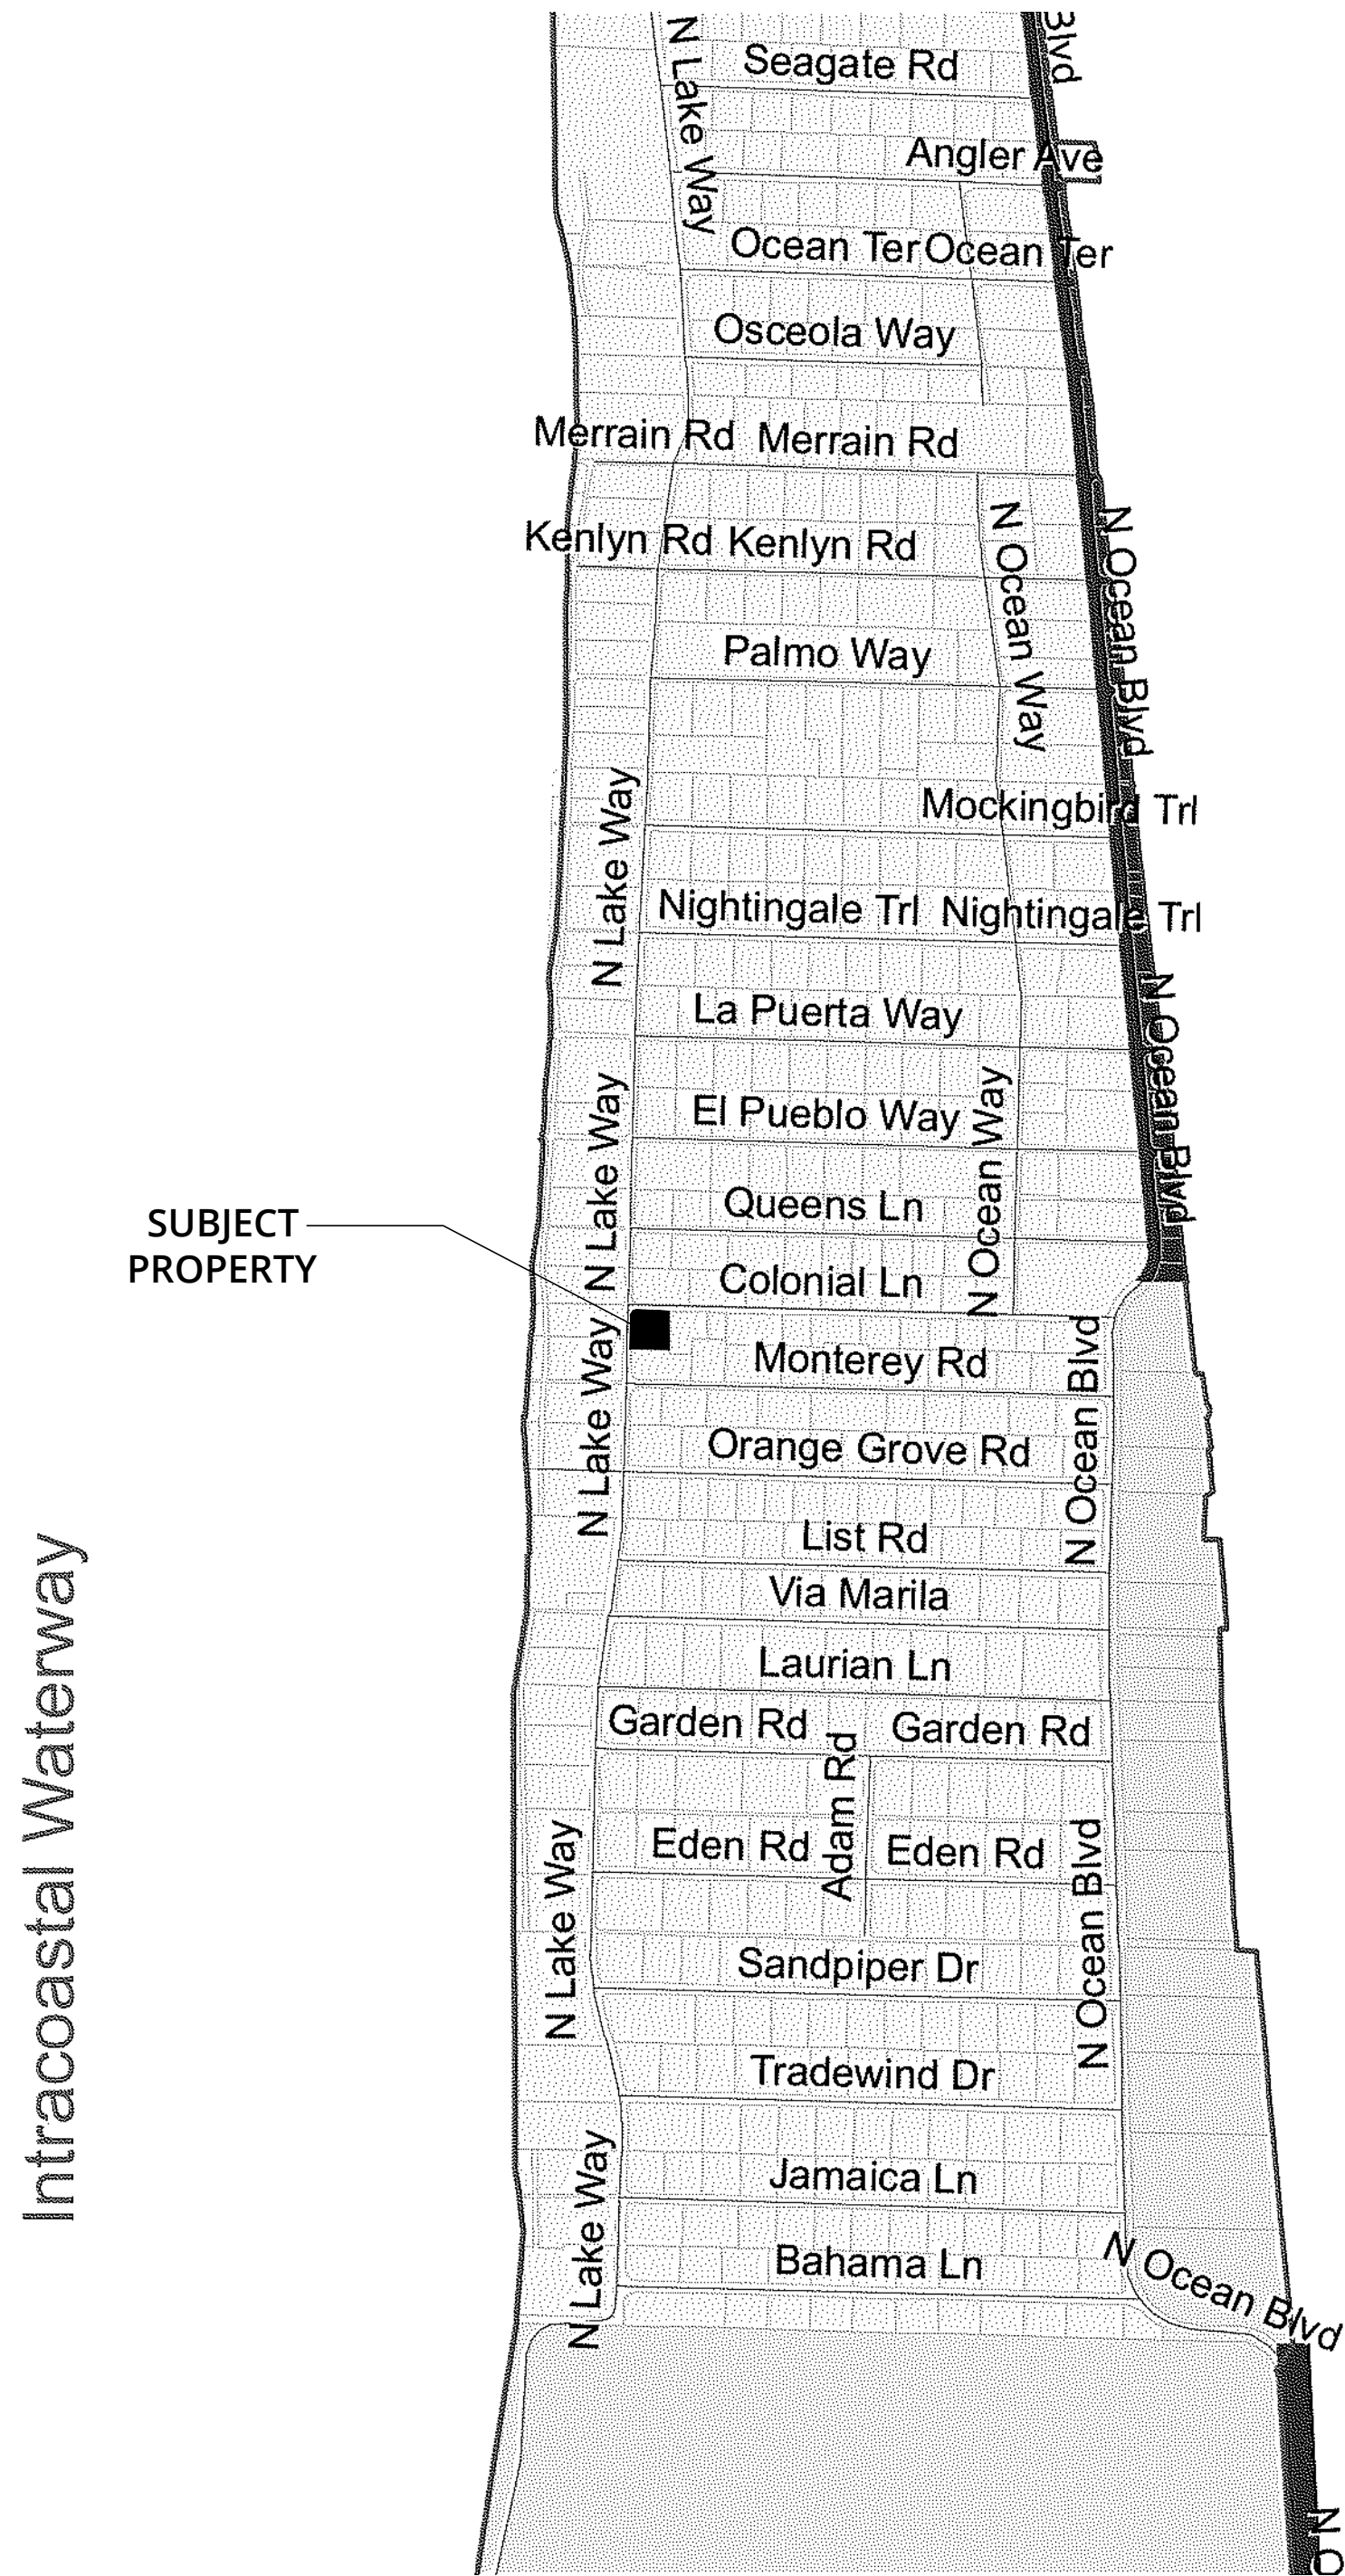 Blvd
N Lake Way
Seagate Rd
Angler Ave
Ocean Ter Ocean Ter
Osceola Way
Merrain Rd Merrain Rd
N Ocean Way
N Ocean Blvd
Kenlyn Rd Kenlyn Rd
Palmo Way
N Lake Way
Mockingbird Trl
Nightingale Trl Nightingale Trl
N Ocean Blvd
La Puerta Way
N Lake Way
N Ocean Way
El Pueblo Way
Queens Ln
SUBJECT
PROPERTY
Colonial Ln
N Lake Way
N Ocean Blvd
Monterey Rd
Orange Grove Rd
List Rd
Intracoastal Waterway
Via Marila
Laurian Ln
Garden Rd Garden Rd
Adam Rd
N Lake Way
N Ocean Blvd
Eden Rd Eden Rd
Sandpiper Dr
Tradewind Dr
N Lake Way
Jamaica Ln
Bahama Ln
N Ocean Blvd
N O